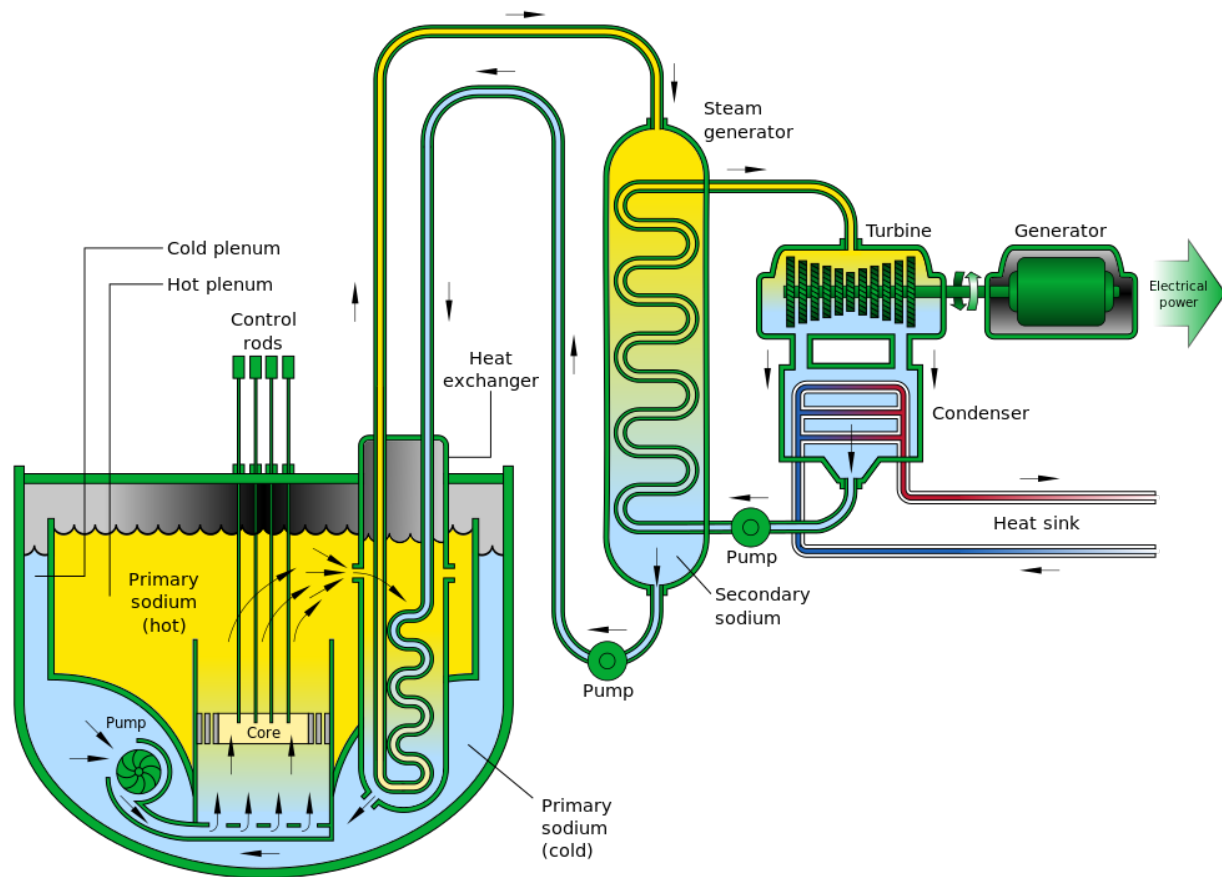 Steam
generator
Cold plenum
Hot plenum
Control
rods
Heat
exchanger
Turbine
Generator
Electrical
power
Condenser
Heat sink
Pump
Secondary
sodium
Pump
Primary
sodium
(hot)
Pump
Core
Primary
sodium
(cold)